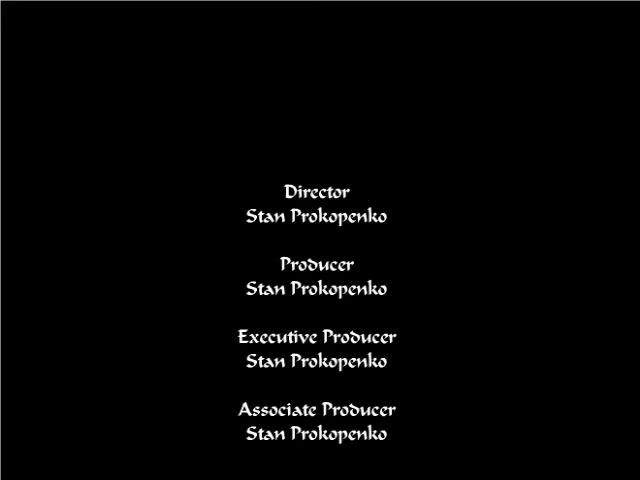 Director
Stan Prokopenko
Producer
Stan Prokopenko
Executive Producer
Stan Prokopenko
Associate Producer
Stan Prokopenko